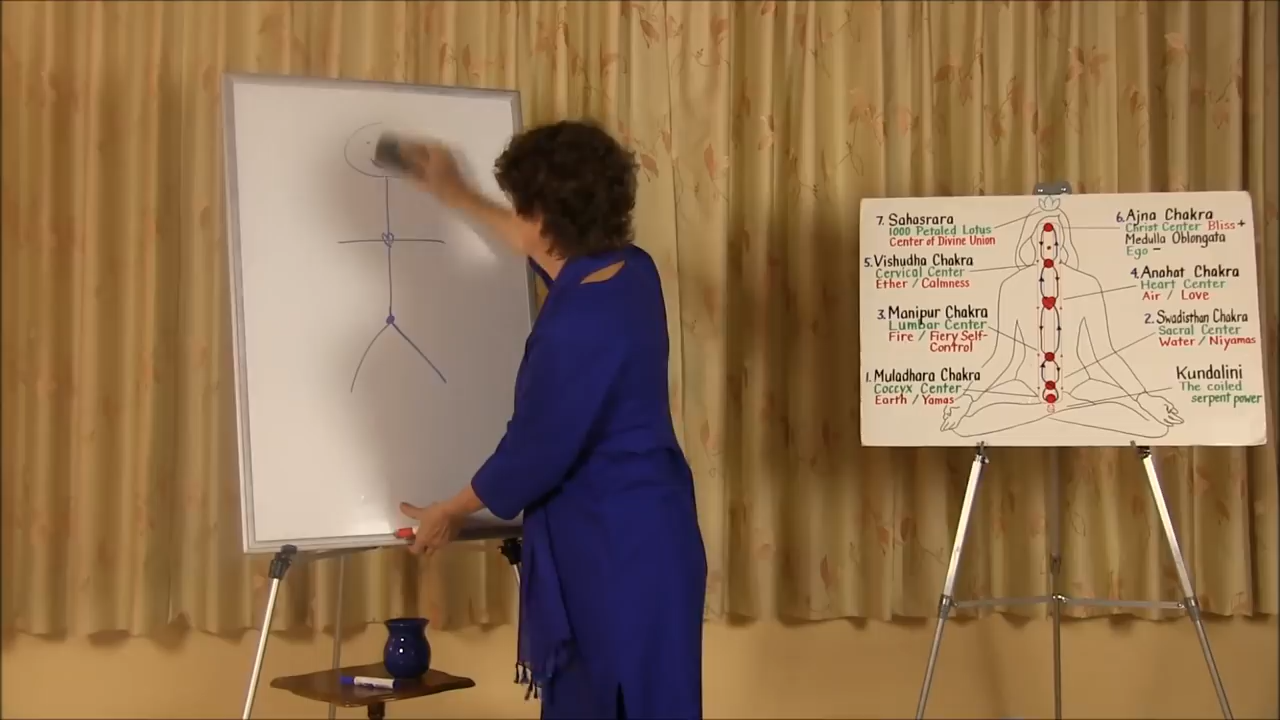 7. Sahasrara
1000 Petaled Lotus
Center of Divine Union
6. Ajna Chakra
Christ Center Bliss +
Medulla Oblongata
Ego -
5. Vishudha Chakra
Cervical Center
Ether / Calmness
4. Anahat Chakra
Heart Center
Air / Love
3. Manipur Chakra
Lumbar Center
Fire / Fiery Self-
Control
2. Swadisthan Chakra
Sacral Center
Water / Niyamas
1. Muladhara Chakra
Coccyx Center
Earth / Yamas
Kundalini
The coiled
serpent power